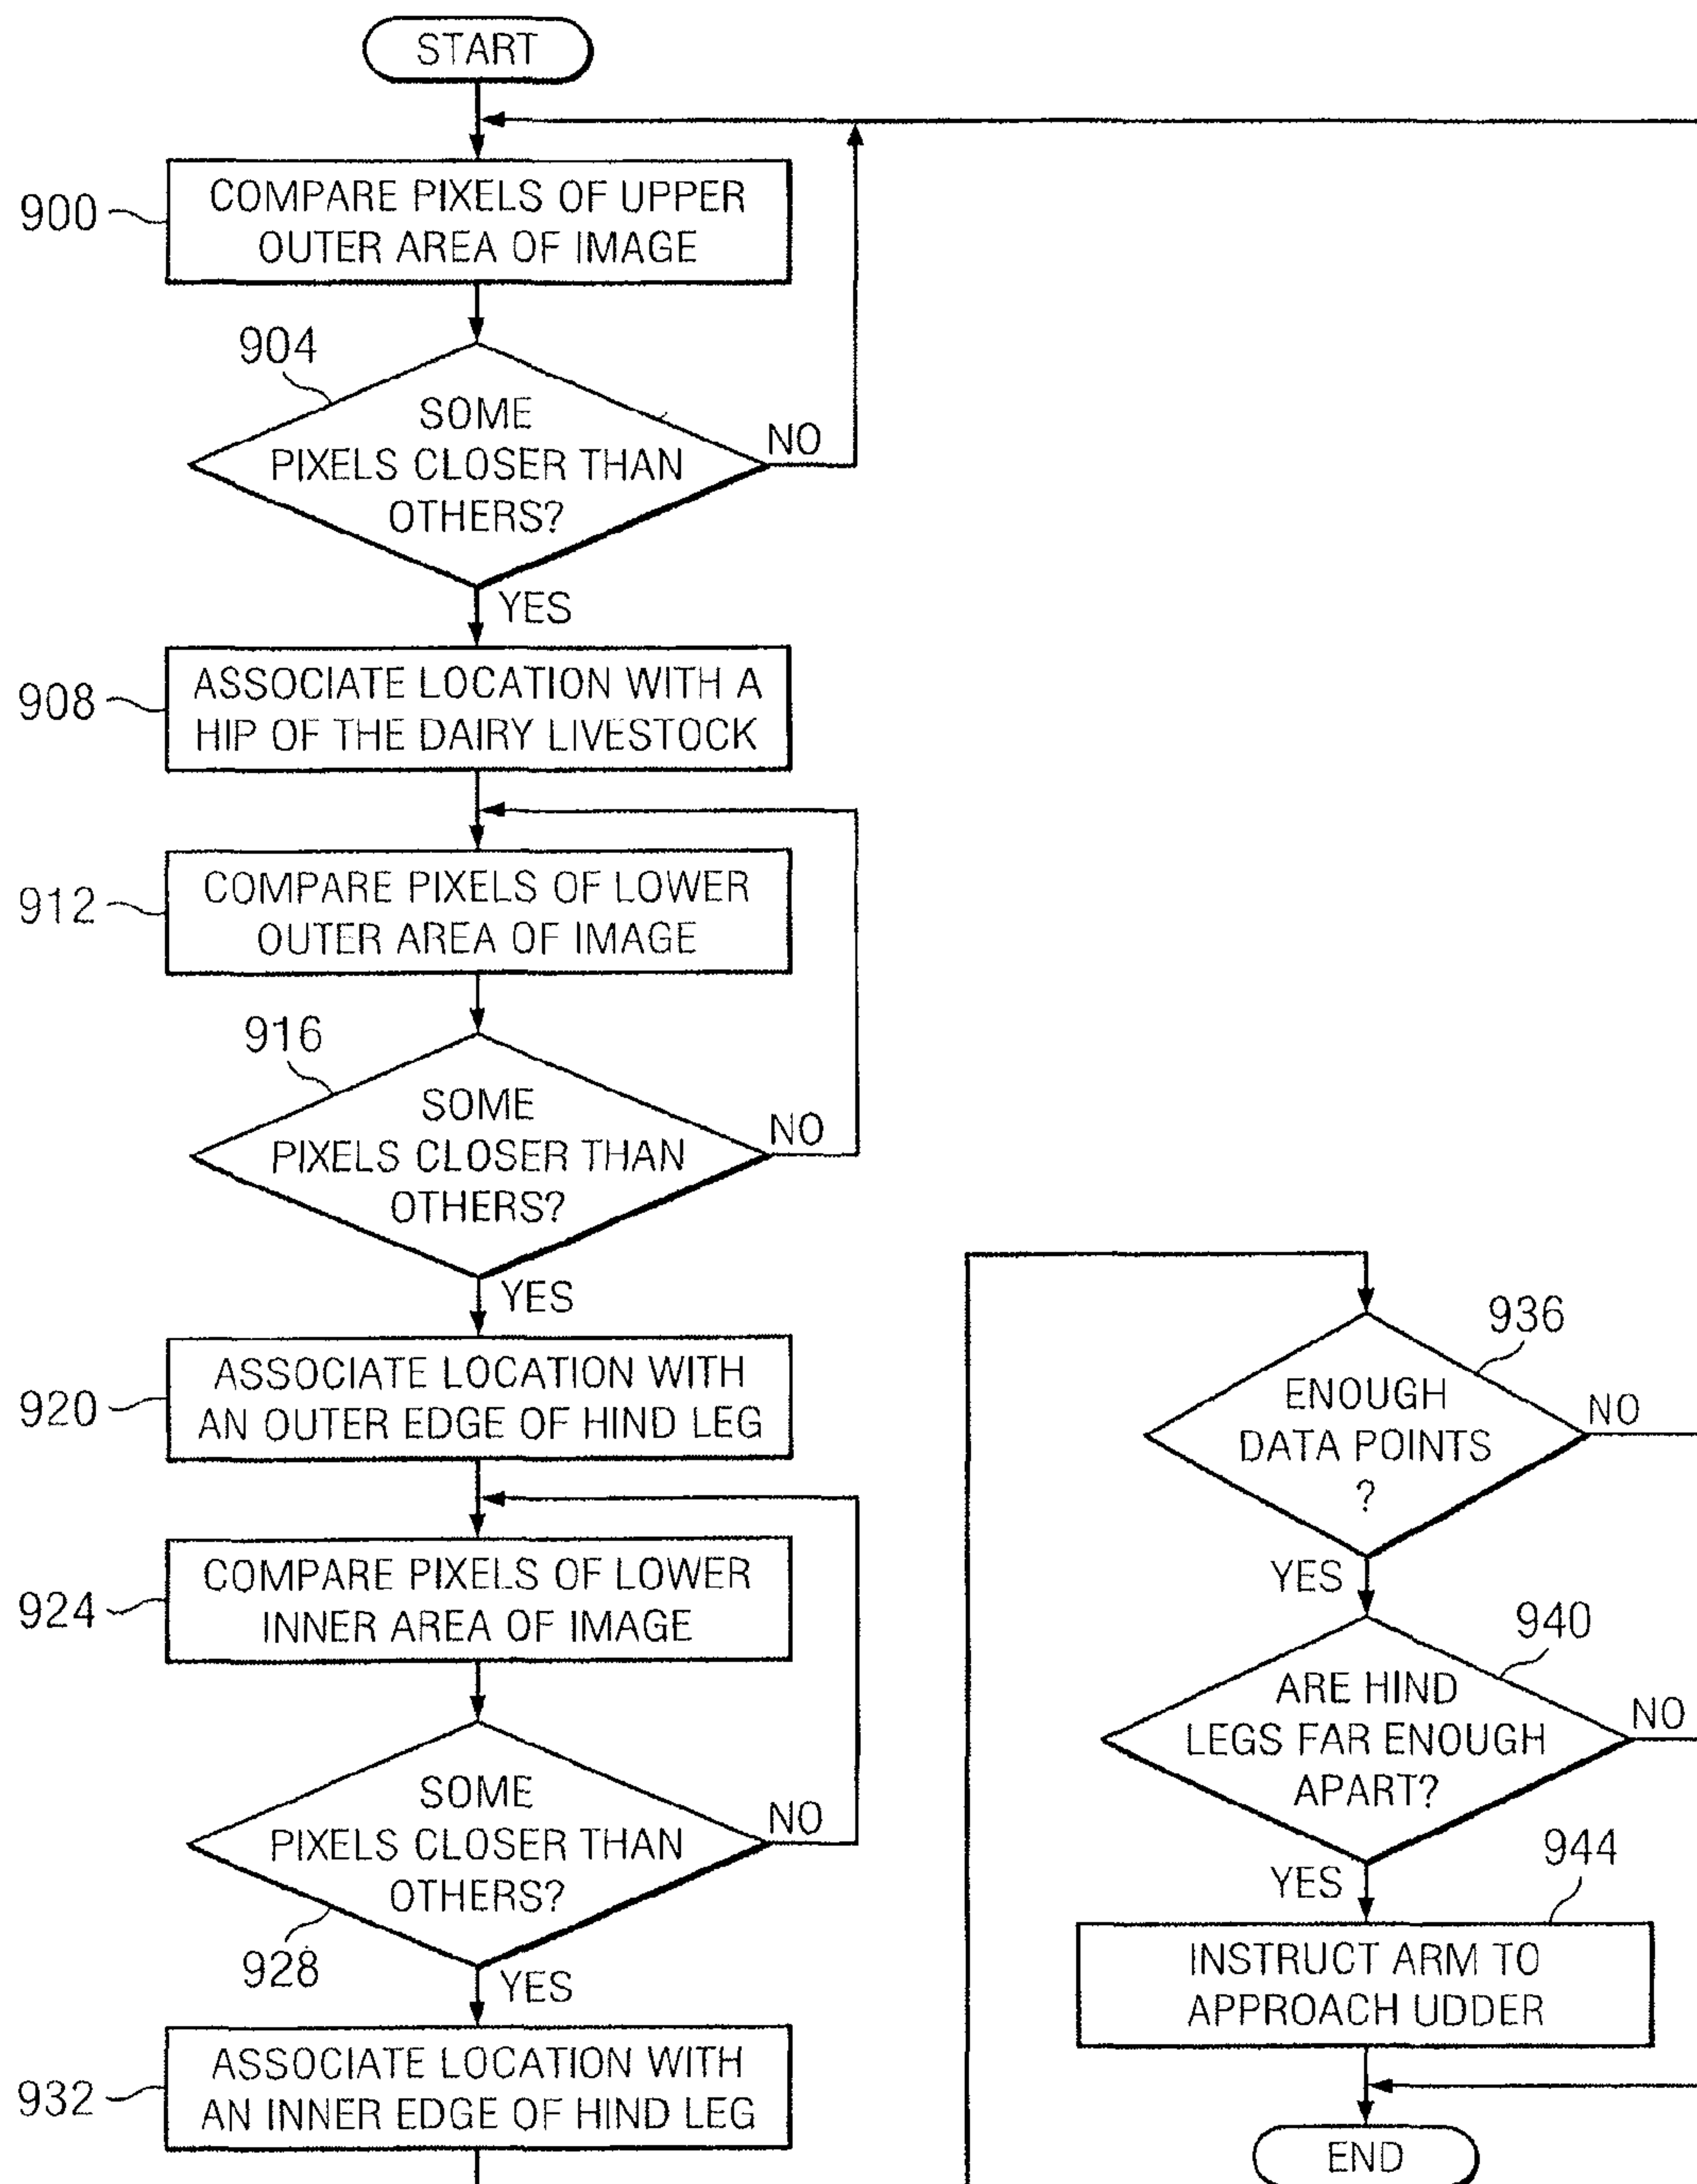 START
900
COMPARE PIXELS OF UPPER
OUTER AREA OF IMAGE
904
SOME
PIXELS CLOSER THAN
OTHERS?
NO
YES
908
ASSOCIATE LOCATION WITH A
HIP OF THE DAIRY LIVESTOCK
912
COMPARE PIXELS OF LOWER
OUTER AREA OF IMAGE
916
SOME
PIXELS CLOSER THAN
OTHERS?
NO
YES
920
ASSOCIATE LOCATION WITH
AN OUTER EDGE OF HIND LEG
924
COMPARE PIXELS OF LOWER
INNER AREA OF IMAGE
SOME
PIXELS CLOSER THAN
OTHERS?
NO
928
YES
932
ASSOCIATE LOCATION WITH
AN INNER EDGE OF HIND LEG
936
ENOUGH
DATA POINTS
?
NO
YES
940
ARE HIND
LEGS FAR ENOUGH
APART?
NO
YES
944
INSTRUCT ARM TO
APPROACH UDDER
END